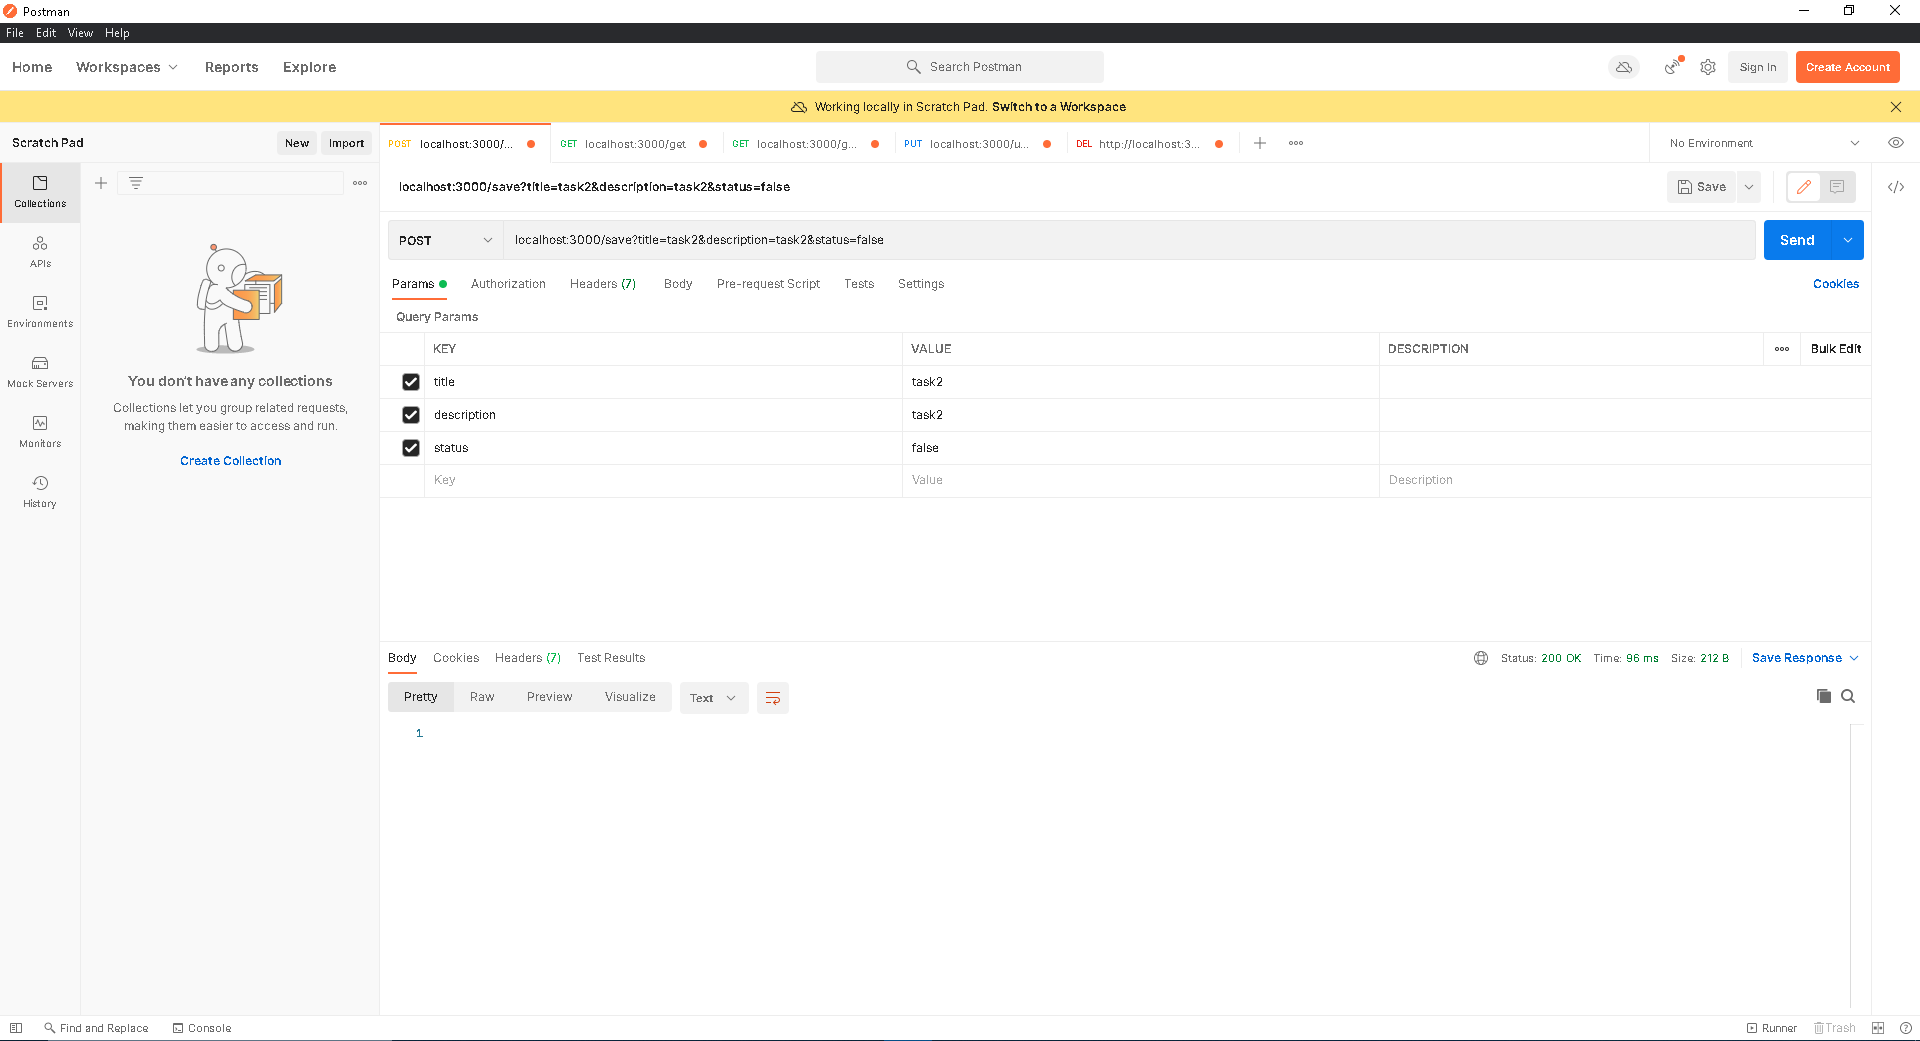 Postman
File Edit View Help
Home Workspaces Reports Explore Search Postman Sign In Create Account
Working locally in Scratch Pad. Switch to a Workspace
Scratch Pad New Import
POST localhost:3000/... GET localhost:3000/get GET localhost:3000/g... PUT localhost:3000/u... DEL http://localhost:3... No Environment
localhost:3000/save?title=task2&description=task2&status=false Save
Collections
APIs
Environments
Mock Servers
Monitors
History
You don't have any collections
Collections let you group related requests,
making them easier to access and run.
Create Collection
POST localhost:3000/save?title=task2&description=task2&status=false Send
Params Authorization Headers (7) Body Pre-request Script Tests Settings Cookies
Query Params
KEY VALUE DESCRIPTION Bulk Edit
title task2
description task2
status false
Key Value Description
Body Cookies Headers (7) Test Results Status: 200 OK Time: 96 ms Size: 212 B Save Response
Pretty Raw Preview Visualize Text
1
Find and Replace Console Runner Trash